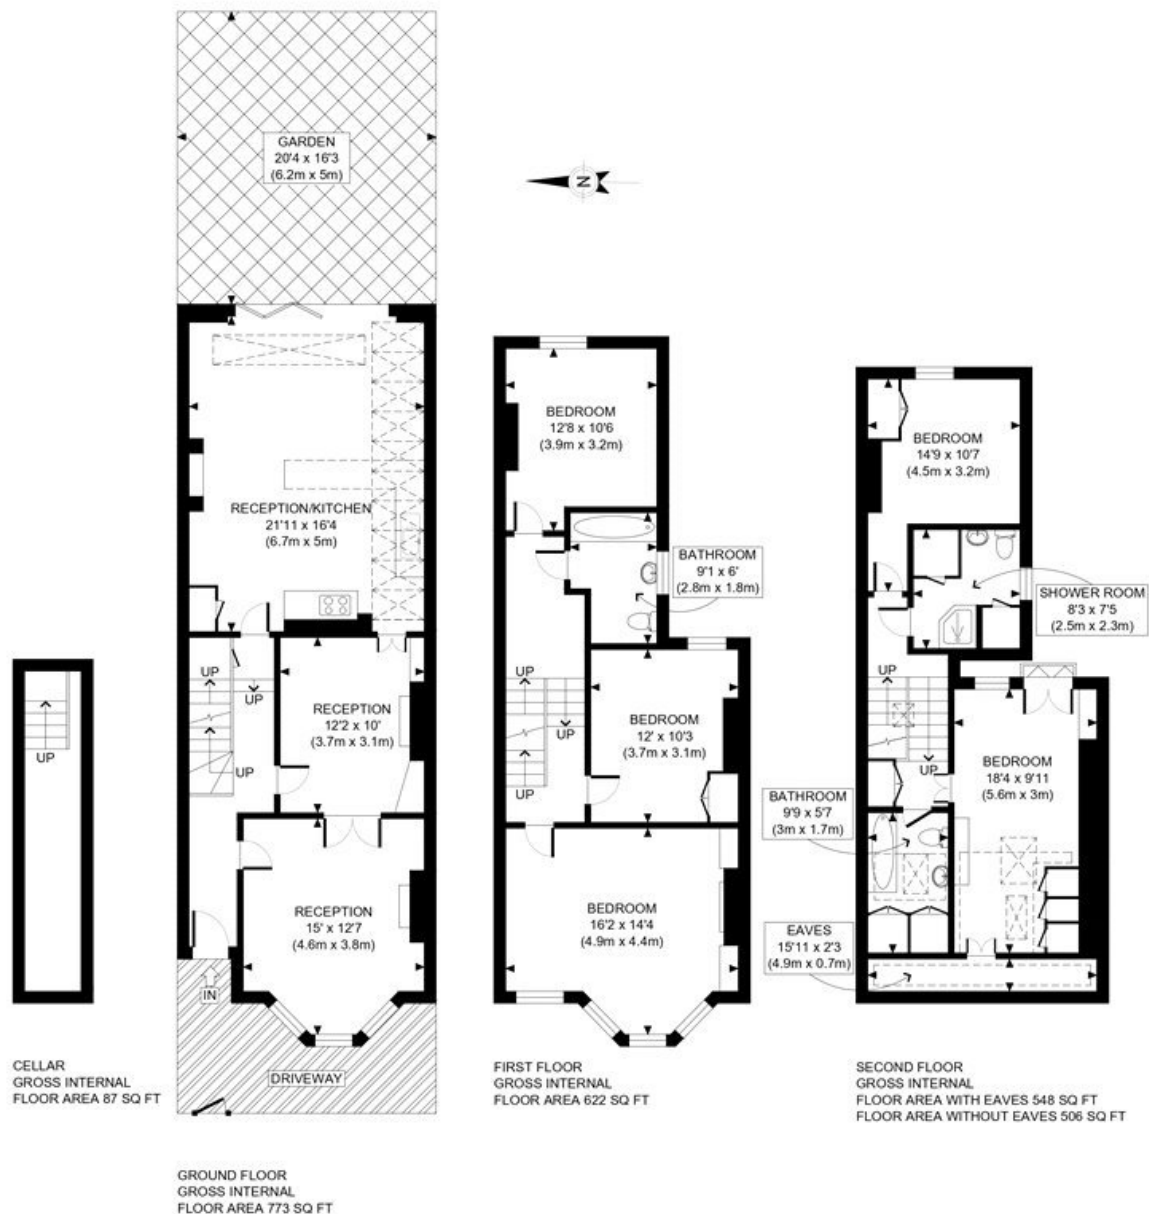 GARDEN
20'4 x 16'3
(6.2m x 5m)
N
RECEPTION/KITCHEN
21'11 x 16'4
(6.7m x 5m)
UP
UP
UP
RECEPTION
12'2 x 10'
(3.7m x 3.1m)
RECEPTION
15' x 12'7
(4.6m x 3.8m)
IN
DRIVEWAY
UP
CELLAR
GROSS INTERNAL
FLOOR AREA 87 SQ FT
GROUND FLOOR
GROSS INTERNAL
FLOOR AREA 773 SQ FT
BEDROOM
12'8 x 10'6
(3.9m x 3.2m)
BATHROOM
9'1 x 6'
(2.8m x 1.8m)
UP
UP
UP
BEDROOM
12' x 10'3
(3.7m x 3.1m)
BEDROOM
16'2 x 14'4
(4.9m x 4.4m)
FIRST FLOOR
GROSS INTERNAL
FLOOR AREA 622 SQ FT
BEDROOM
14'9 x 10'7
(4.5m x 3.2m)
SHOWER ROOM
8'3 x 7'5
(2.5m x 2.3m)
UP
UP
BEDROOM
18'4 x 9'11
(5.6m x 3m)
BATHROOM
9'9 x 5'7
(3m x 1.7m)
EAVES
15'11 x 2'3
(4.9m x 0.7m)
SECOND FLOOR
GROSS INTERNAL
FLOOR AREA WITH EAVES 548 SQ FT
FLOOR AREA WITHOUT EAVES 506 SQ FT